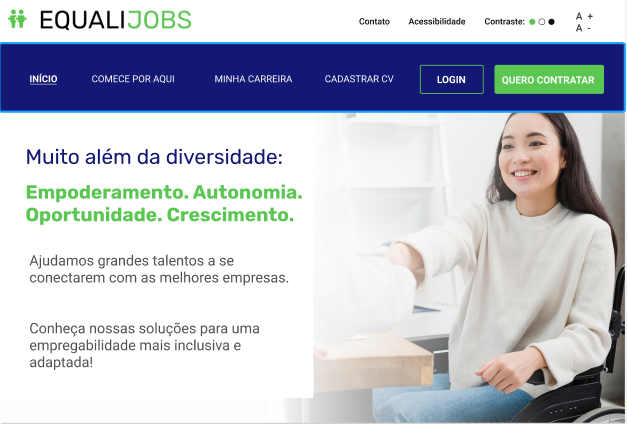 EQUALIJOBS
Contato Acessibilidade Contraste: A +
A -
INÍCIO COMECE POR AQUI MINHA CARREIRA CADASTRAR CV LOGIN QUERO CONTRATAR
Muito além da diversidade:
Empoderamento. Autonomia.
Oportunidade. Crescimento.
Ajudamos grandes talentos a se
conectarem com as melhores empresas.
Conheça nossas soluções para uma
empregabilidade mais inclusiva e
adaptada!